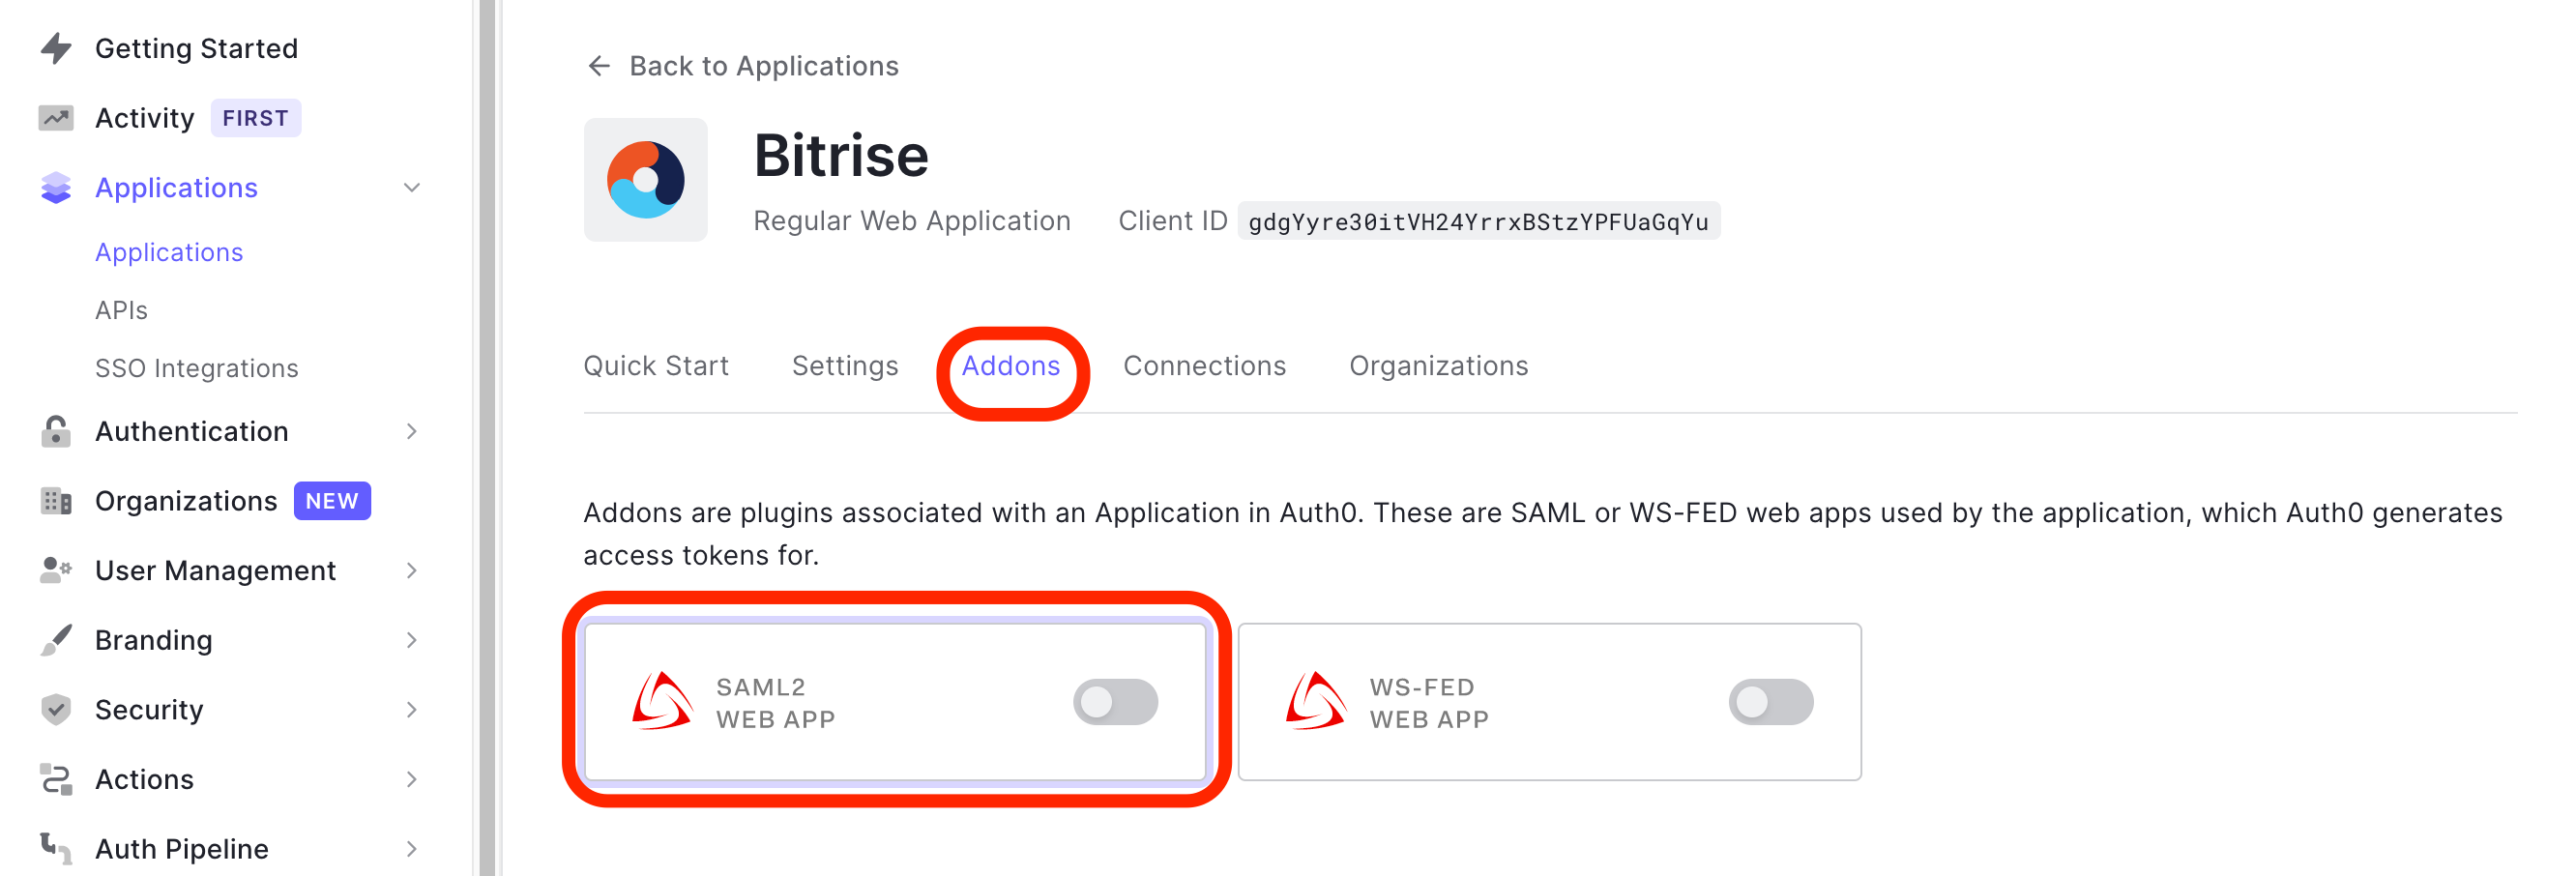 Getting Started
Activity FIRST
Applications
Applications
APIs
SSO Integrations
Authentication
Organizations NEW
User Management
Branding
Security
Actions
Auth Pipeline
Back to Applications
Bitrise
Regular Web Application Client ID gdgYyre30itVH24YrrxBStzYPFUaGqYu
Quick Start Settings Addons Connections Organizations
Addons are plugins associated with an Application in Auth0. These are SAML or WS-FED web apps used by the application, which Auth0 generates
access tokens for.
SAML2
WEB APP
WS-FED
WEB APP